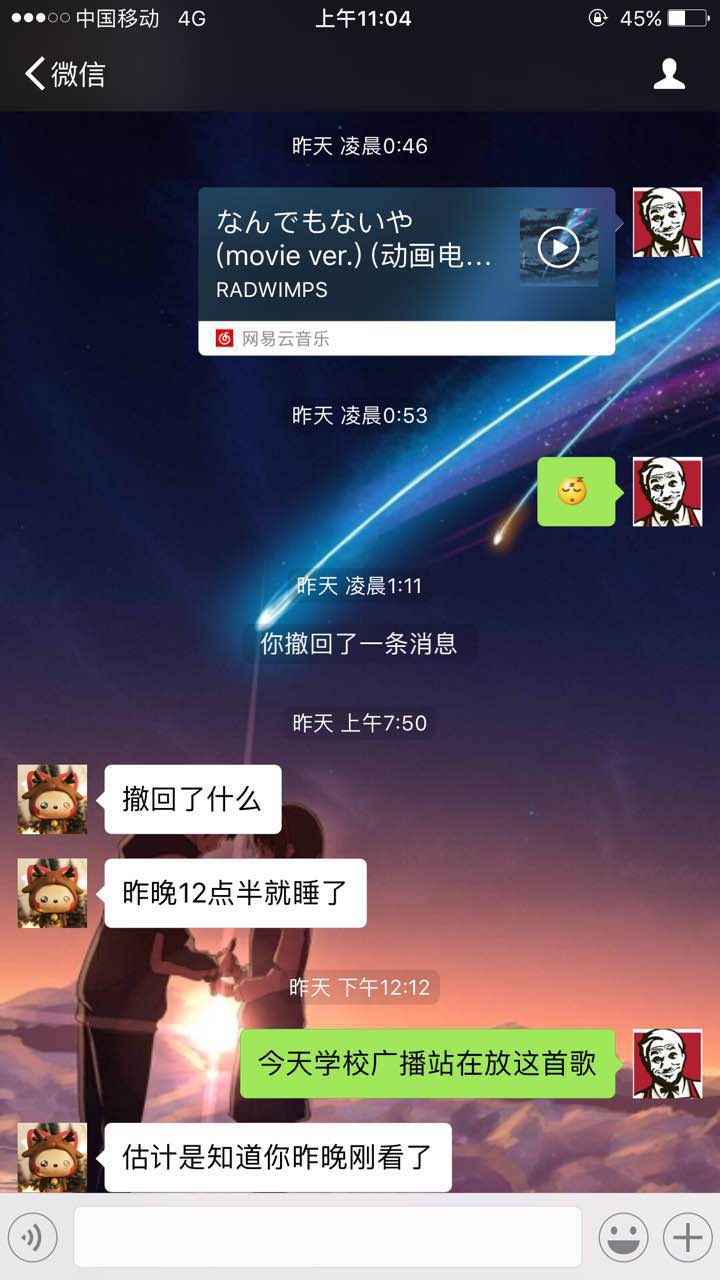 中国移动 4G 上午11:04 45%
微信
昨天 凌晨0:46
なんでもないや
(movie ver.) (动画电...
RADWIMPS
网易云音乐
昨天 凌晨0:53
昨天 凌晨1:11
你撤回了一条消息
昨天 上午7:50
撤回了什么
昨晚12点半就睡了
昨天 下午12:12
今天学校广播站在放这首歌
估计是知道你昨晚刚看了